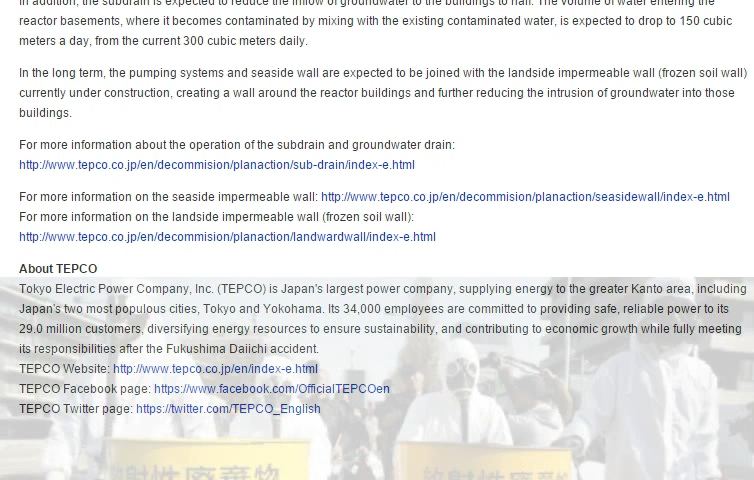 In addition, the subdrain is expected to reduce the inflow of groundwater to the buildings to half. The volume of water entering the
reactor basements, where it becomes contaminated by mixing with the existing contaminated water, is expected to drop to 150 cubic
meters a day, from the current 300 cubic meters daily.
In the long term, the pumping systems and seaside wall are expected to be joined with the landside impermeable wall (frozen soil wall)
currently under construction, creating a wall around the reactor buildings and further reducing the intrusion of groundwater into those
buildings.
For more information about the operation of the subdrain and groundwater drain:
http://www.tepco.co.jp/en/decommision/planaction/sub-drain/index-e.html
For more information on the seaside impermeable wall: http://www.tepco.co.jp/en/decommision/planaction/seasidewall/index-e.html
For more information on the landside impermeable wall (frozen soil wall):
http://www.tepco.co.jp/en/decommision/planaction/landwardwall/index-e.html
About TEPCO
Tokyo Electric Power Company, Inc. (TEPCO) is Japan's largest power company, supplying energy to the greater Kanto area, including
Japan's two most populous cities, Tokyo and Yokohama. Its 34,000 employees are committed to providing safe, reliable power to its
29.0 million customers, diversifying energy resources to ensure sustainability, and contributing to economic growth while fully meeting
its responsibilities after the Fukushima Daiichi accident.
TEPCO Website: http://www.tepco.co.jp/en/index-e.html
TEPCO Facebook page: https://www.facebook.com/OfficialTEPCOen
TEPCO Twitter page: https://twitter.com/TEPCO_English
放射性廃棄物
放射性廃棄物